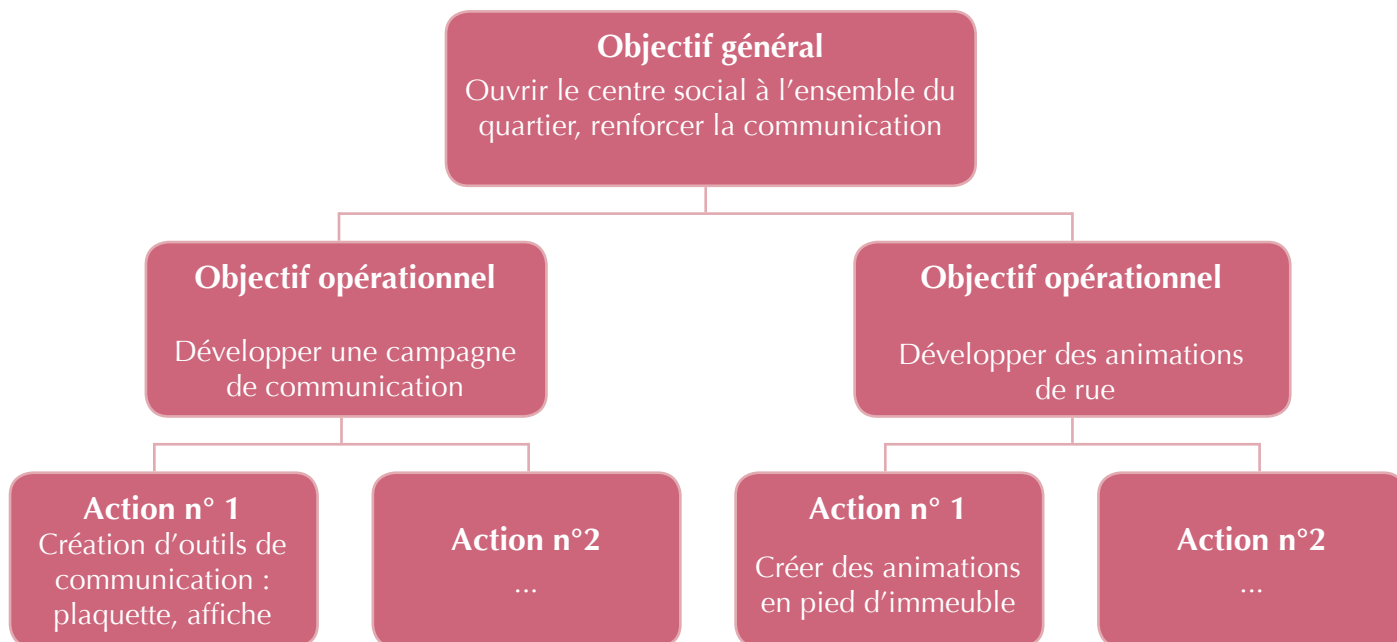 Objectif général
Ouvrir le centre social à l’ensemble du
quartier, renforcer la communication
Objectif opérationnel
Développer une campagne
de communication
Objectif opérationnel
Développer des animations
de rue
Action n° 1
Création d’outils de
communication :
plaquette, affiche
Action n°2
...
Action n° 1
Créer des animations
en pied d’immeuble
Action n°2
...